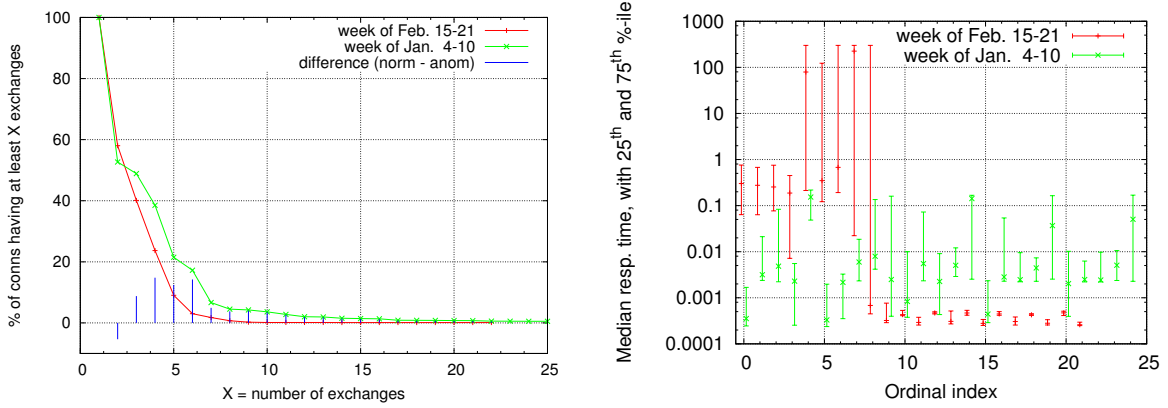 % of conns having at least X exchanges
100
80
60
40
20
0
0 5 10 15 20 25
X = number of exchanges
week of Feb. 15-21
week of Jan. 4-10
difference (norm - anom)
Median resp. time, with 25th and 75th %-ile
1000
100
10
1
0.1
0.01
0.001
0.0001
0 5 10 15 20 25
Ordinal index
week of Feb. 15-21
week of Jan. 4-10